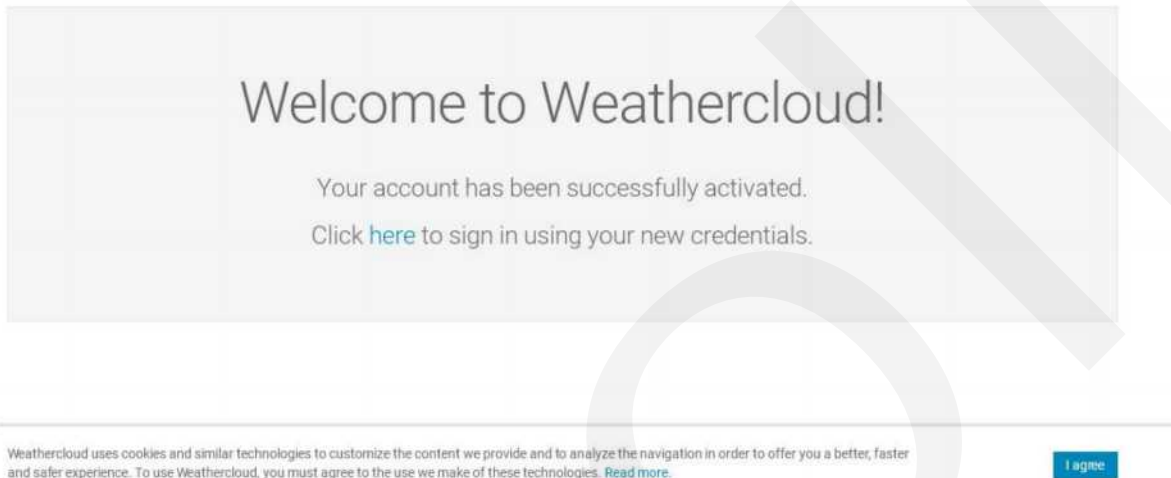 Welcome to Weathercloud!
Your account has been successfully activated.
Click here to sign in using your new credentials.
Weathercloud uses cookies and similar technologies to customize the content we provide and to analyze the navigation in order to offer you a better, faster
and safer experience. To use Weathercloud, you must agree to the use we make of these technologies. Read more.
I agree